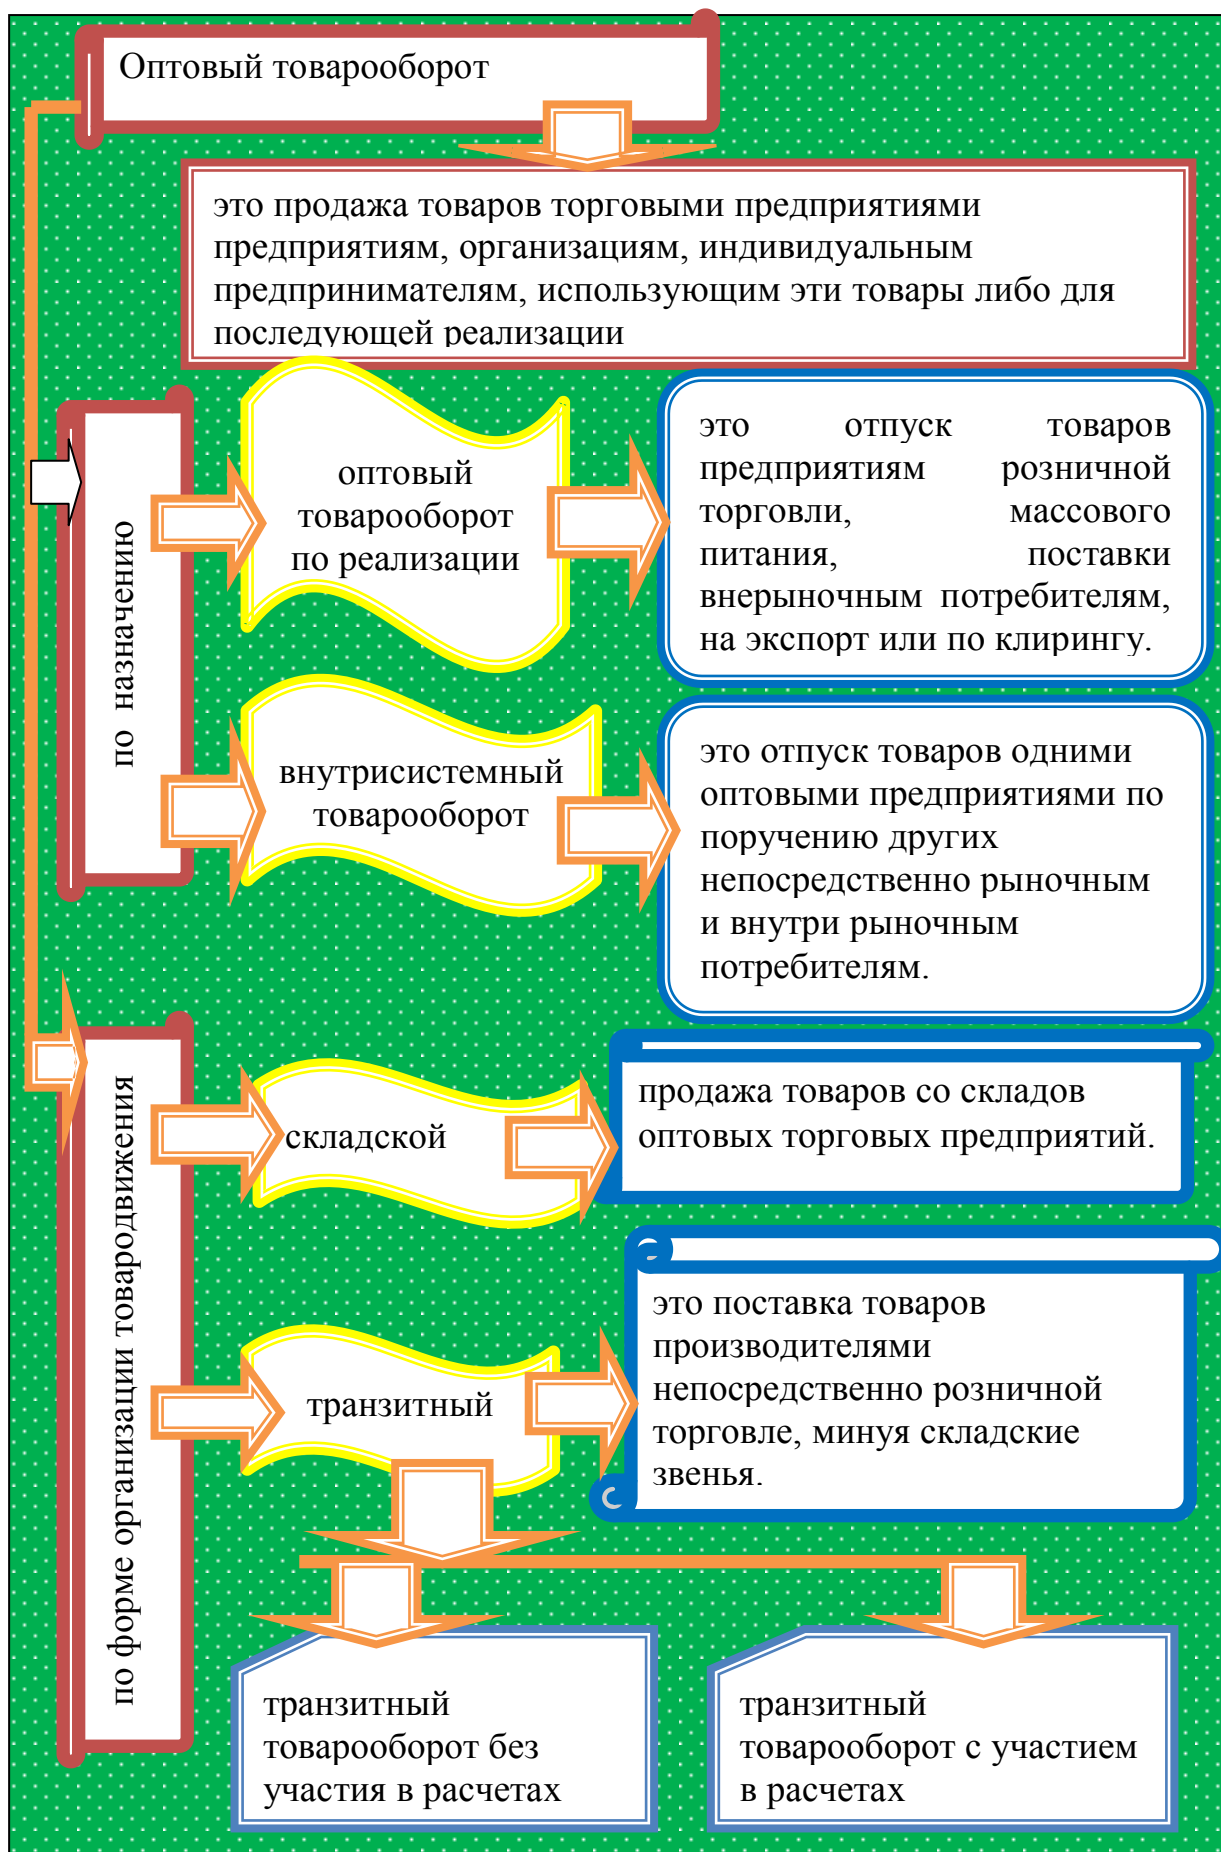 Оптовый товарооборот
это продажа товаров торговыми предприятиями
предприятиям, организациям, индивидуальным
предпринимателям, использующим эти товары либо для
последующей реализации
по назначению
оптовый
товарооборот
по реализации
это отпуск товаров
предприятиям розничной
торговли, массового
питания, поставки
внерыночным потребителям,
на экспорт или по клирингу.
внутрисистемный
товарооборот
это отпуск товаров одними
оптовыми предприятиями по
поручению других
непосредственно рыночным
и внутри рыночным
потребителям.
по форме организации товародвижения
складской
продажа товаров со складов
оптовых торговых предприятий.
транзитный
это поставка товаров
производителями
непосредственно розничной
торговле, минуя складские
звенья.
транзитный
товарооборот без
участия в расчетах
транзитный
товарооборот с участием
в расчетах